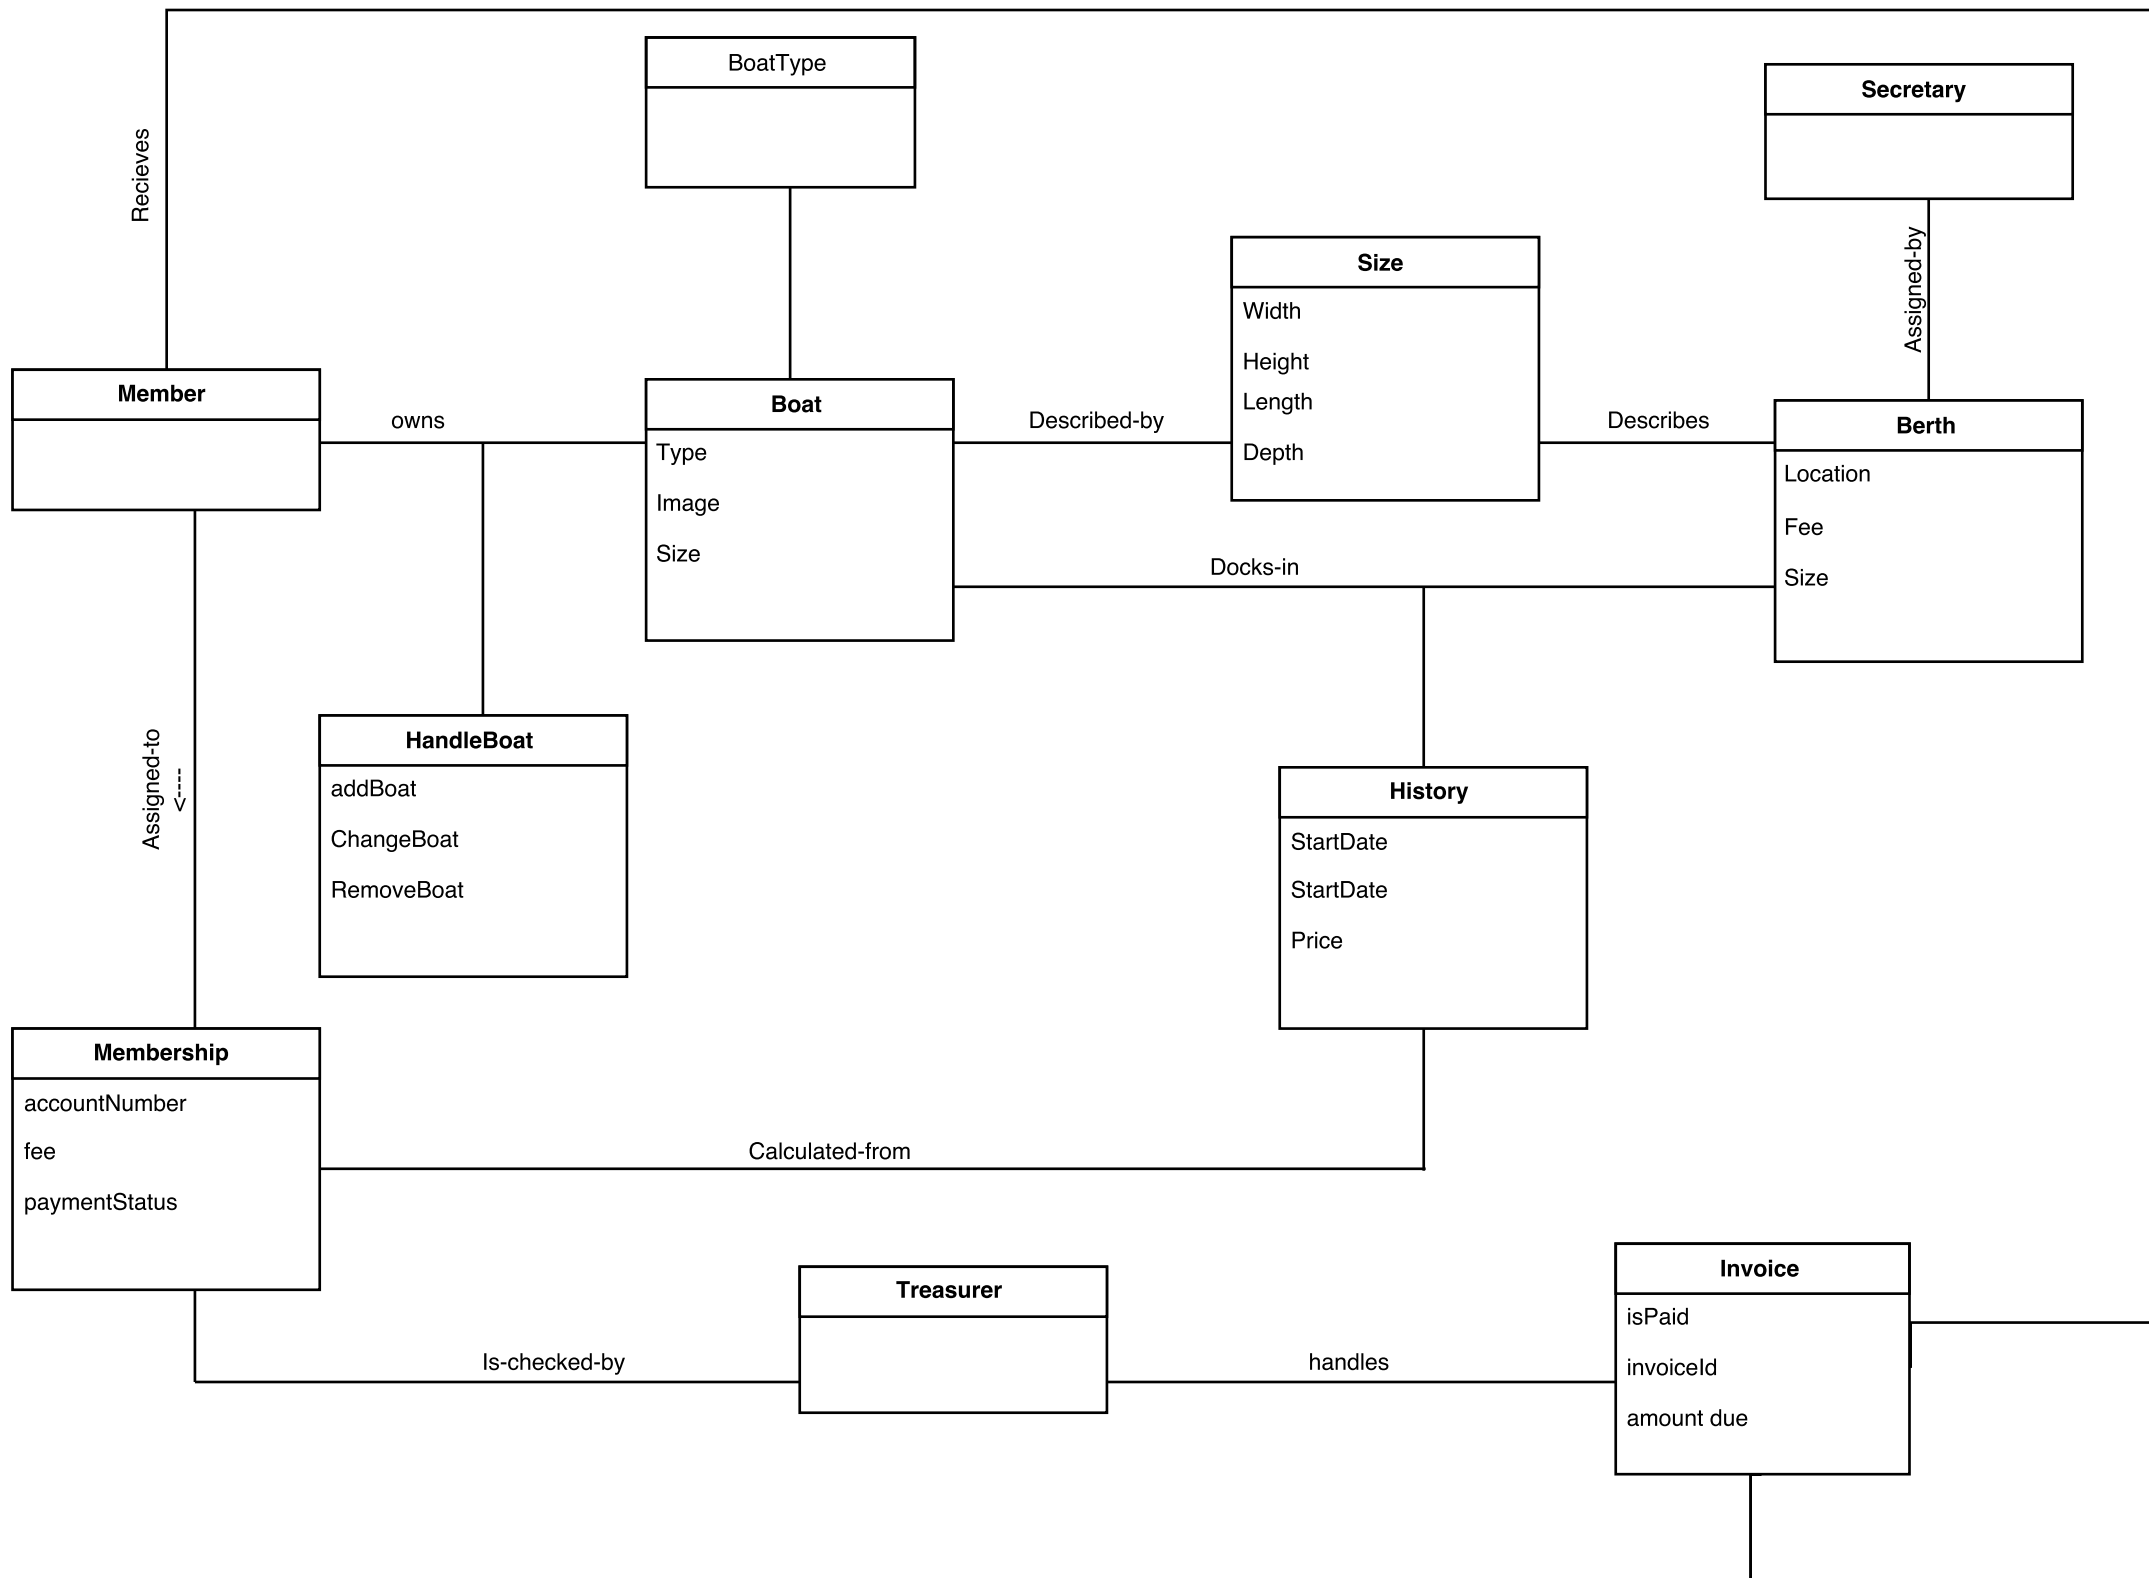 BoatType
Secretary
Recieves
Assigned-by
Size
Width
Height
Length
Depth
Member
owns
Boat
Type
Image
Size
Described-by
Describes
Berth
Location
Fee
Size
Docks-in
Assigned-to
<----
HandleBoat
addBoat
ChangeBoat
RemoveBoat
History
StartDate
StartDate
Price
Membership
accountNumber
fee
paymentStatus
Calculated-from
Treasurer
Is-checked-by
handles
Invoice
isPaid
invoiceId
amount due